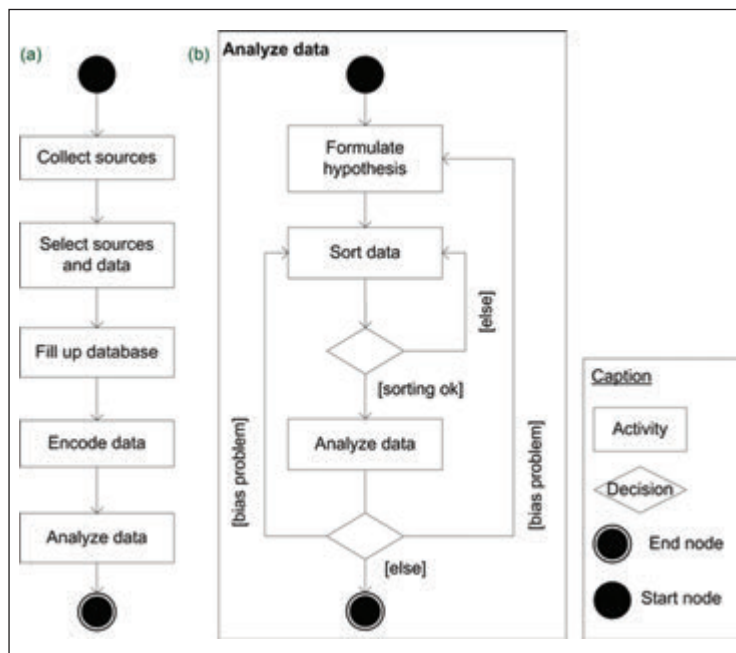 (a)
Collect sources
Select sources
and data
Fill up database
Encode data
Analyze data
(b)
Analyze data
Formulate
hypothesis
Sort data
[else]
[sorting ok]
Analyze data
[bias problem]
[bias problem]
[else]
Caption
Activity
Decision
End node
Start node